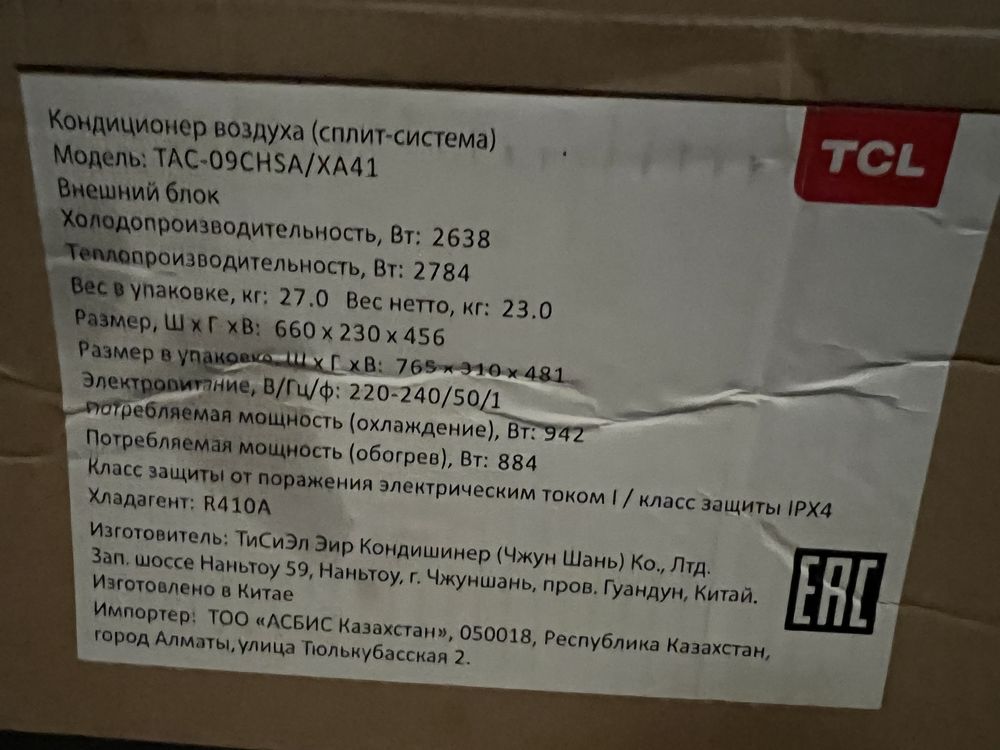 Кондиционер воздуха (сплит-система)
TCL
Модель: TAC-09CHSA/XA41
Внешний блок
Холодопроизводительность, Вт: 2638
Теплопроизводительность, Вт: 2784
Вес в упаковке, кг: 27.0 Вес нетто, кг: 23.0
Размер, Ш х Г хВ: 660 x 230 x 456
Размер в упаковке, Ш х Г хВ: 765 x 310 x 481
Электропитание, В/Гц/ф: 220-240/50/1
Потребляемая мощность (охлаждение), Вт: 942
Потребляемая мощность (обогрев), Вт: 884
Класс защиты от поражения электрическим током I / класс защиты IPX4
Хладагент: R410A
Изготовитель: ТиСиЭл Эир Кондишинер (Чжун Шань) Ко., Лтд.
Зап. шоссе Наньтоу 59, Наньтоу, г. Чжуншань, пров. Гуандун, Китай.
Изготовлено в Китае
Импортер: ТОО «АСБИС Казахстан», 050018, Республика Казахстан,
город Алматы,улица Тюлькубасская 2.
EAC